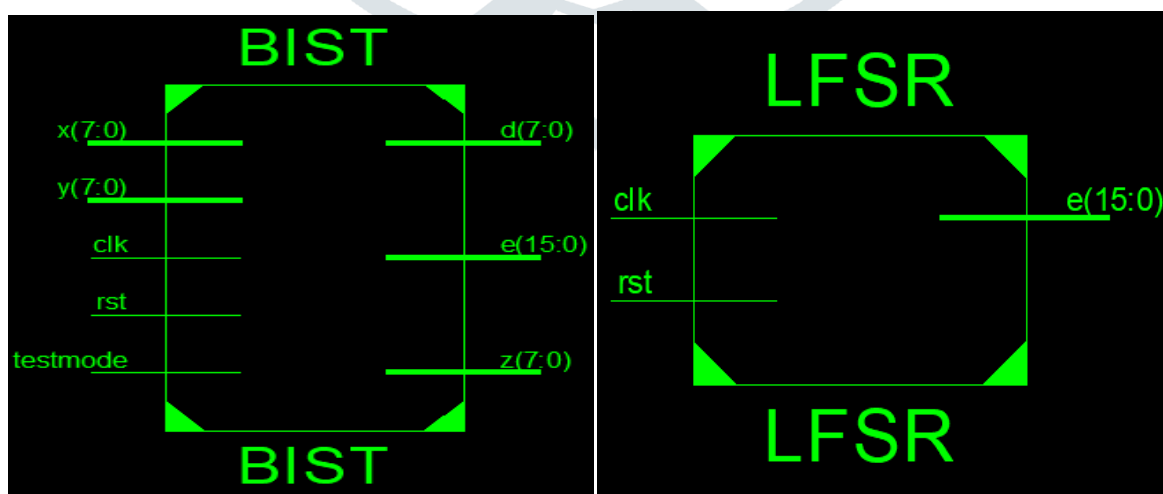 BIST
x(7:0)
y(7:0)
clk
rst
testmode
d(7:0)
e(15:0)
z(7:0)
BIST
LFSR
clk
rst
e(15:0)
LFSR